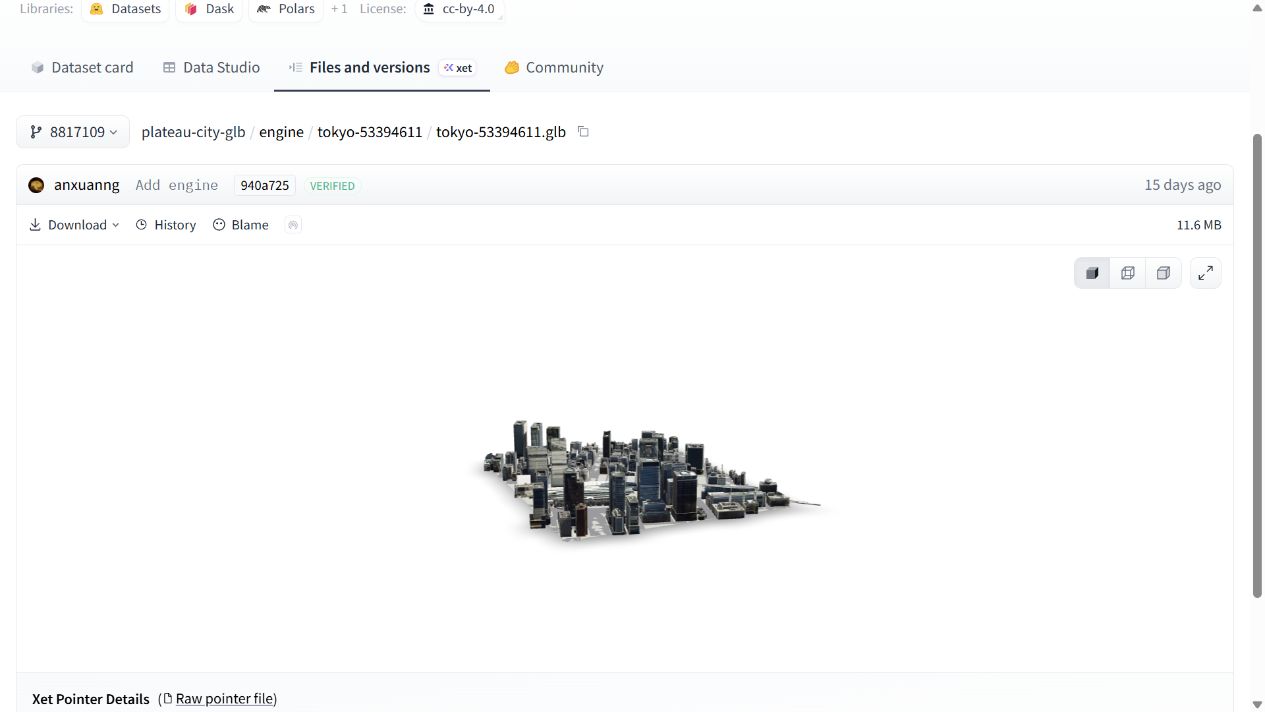 Libraries: Datasets Dask Polars + 1 License: cc-by-4.0
Dataset card Data Studio Files and versions xet Community
8817109 plateau-city-glb / engine / tokyo-53394611 / tokyo-53394611.glb
anxuanng Add engine 940a725 VERIFIED 15 days ago
Download History Blame 11.6 MB
Xet Pointer Details (Raw pointer file)